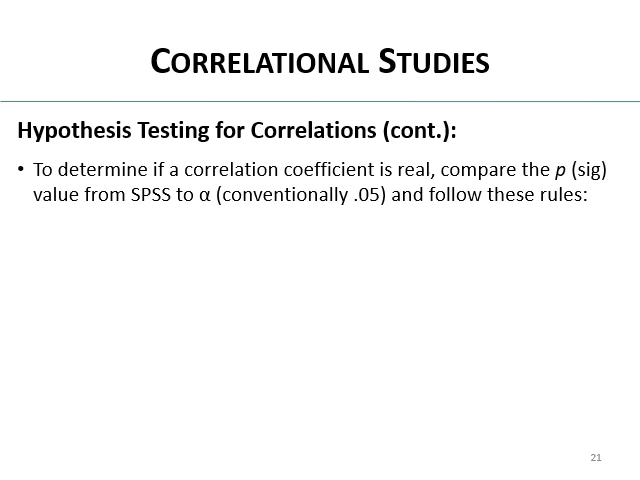 CORRELATIONAL STUDIES
Hypothesis Testing for Correlations (cont.):
• To determine if a correlation coefficient is real, compare the p (sig)
value from SPSS to α (conventionally .05) and follow these rules:
21